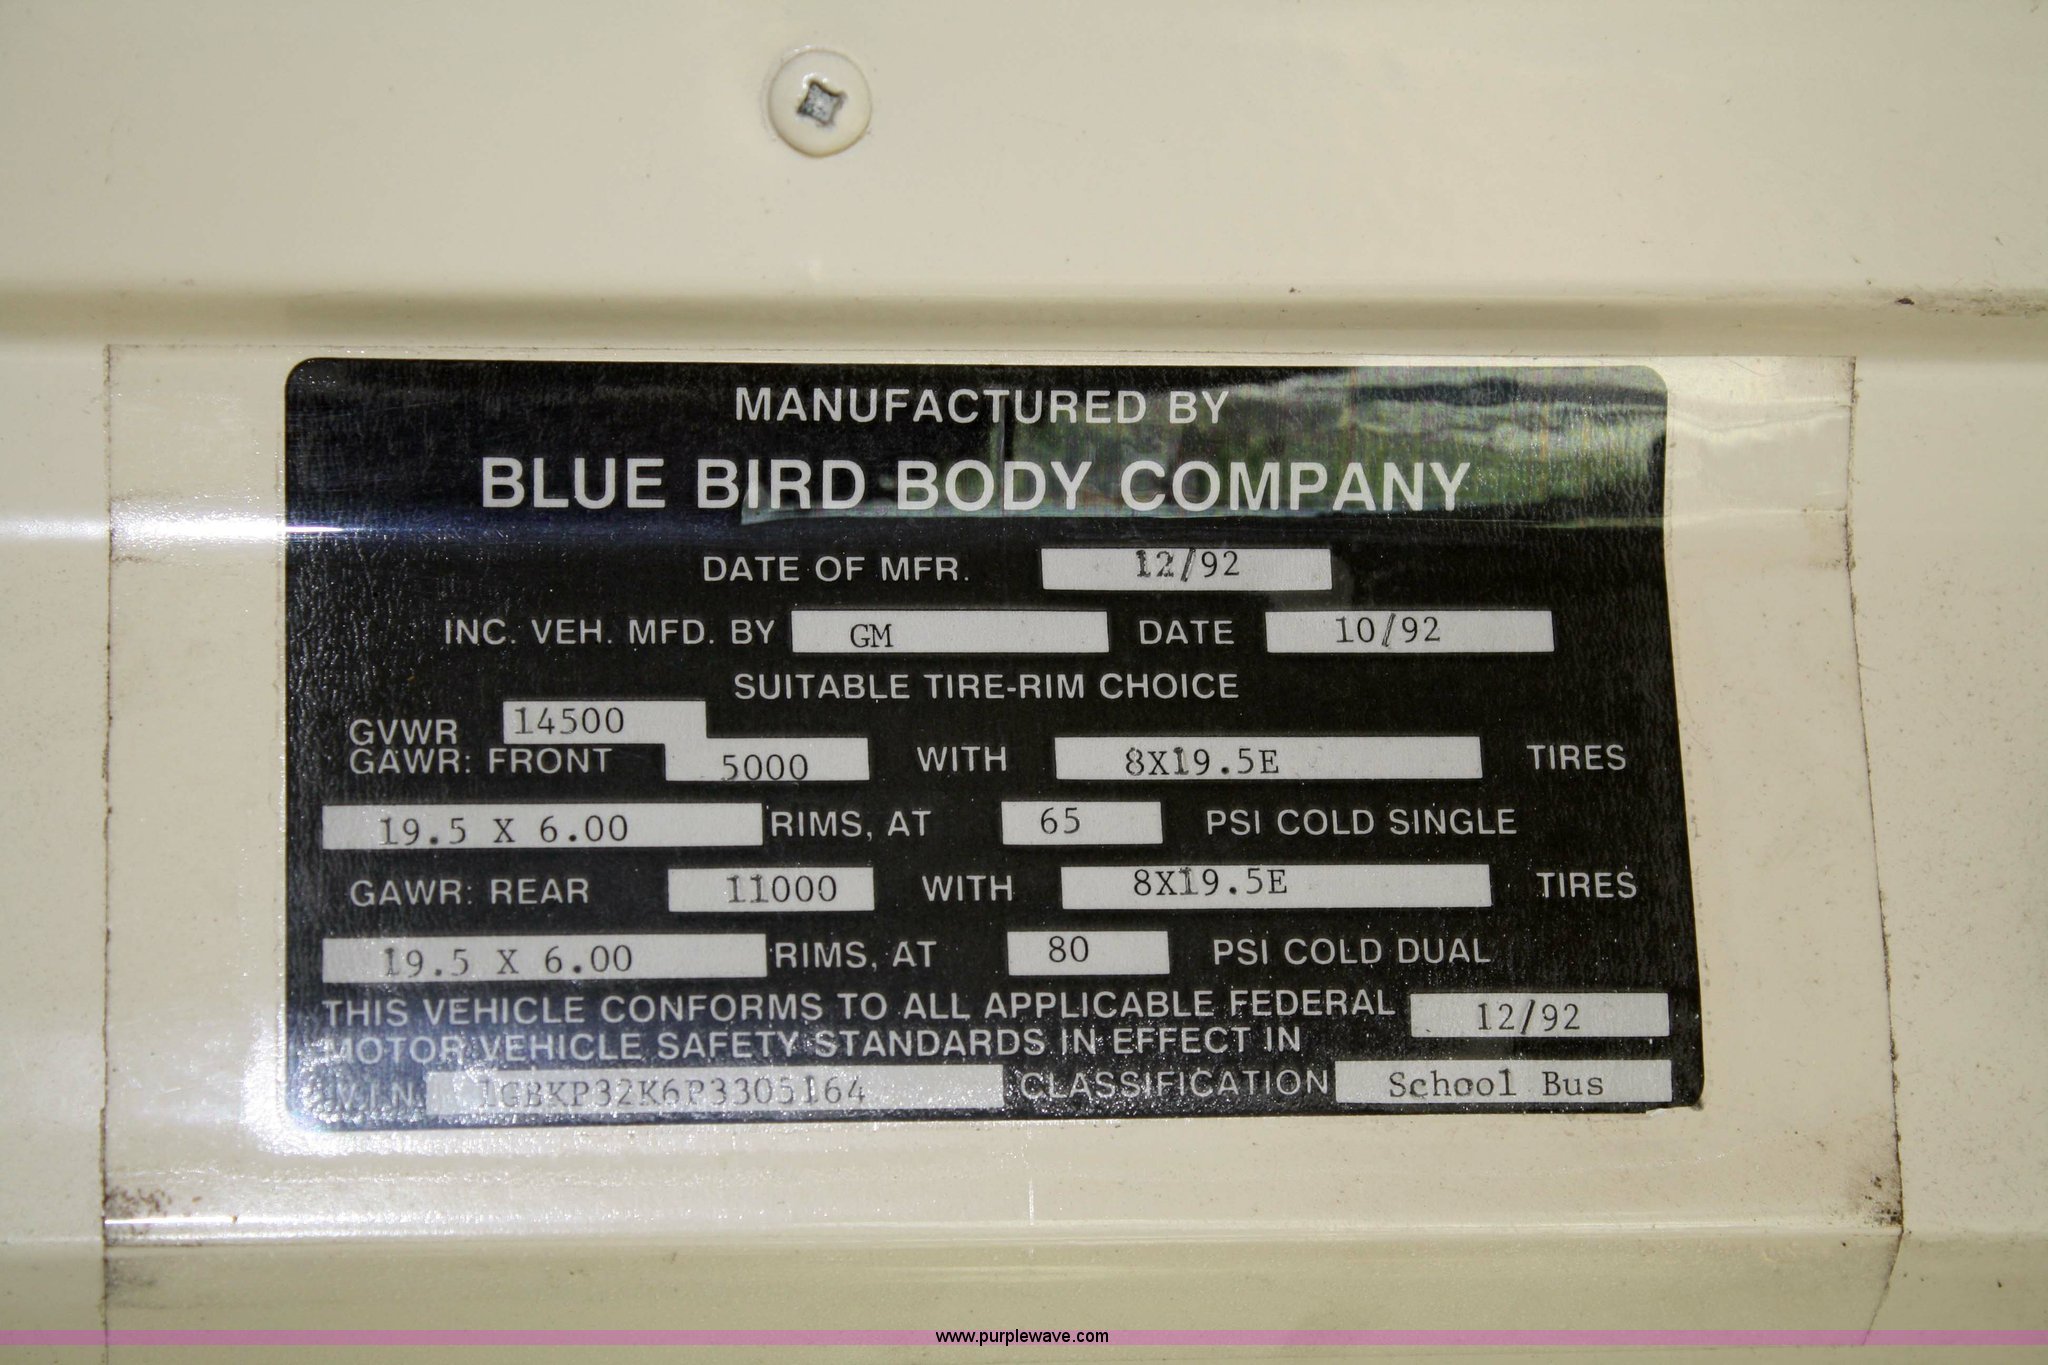 MANUFACTURED BY
BLUE BIRD BODY COMPANY
DATE OF MFR. 12/92
INC. VEH. MFD. BY GM DATE 10/92
SUITABLE TIRE-RIM CHOICE
GVWR 14500
GAWR: FRONT 5000 WITH 8X19.5E TIRES
19.5 X 6.00 RIMS, AT 65 PSI COLD SINGLE
GAWR: REAR 11000 WITH 8X19.5E TIRES
19.5 X 6.00 RIMS, AT 80 PSI COLD DUAL
THIS VEHICLE CONFORMS TO ALL APPLICABLE FEDERAL 12/92
MOTOR VEHICLE SAFETY STANDARDS IN EFFECT IN
V.I.N. 1GBKP32K6P3305164 CLASSIFICATION School Bus
www.purplewave.com